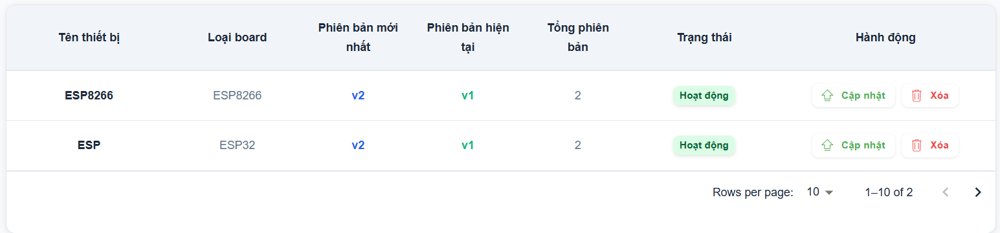 Tên thiết bị Loại board Phiên bản mới nhất Phiên bản hiện tại Tổng phiên bản Trạng thái Hành động
ESP8266 ESP8266 v2 v1 2 Hoạt động Cập nhật Xóa
ESP ESP32 v2 v1 2 Hoạt động Cập nhật Xóa
Rows per page: 10 1–10 of 2